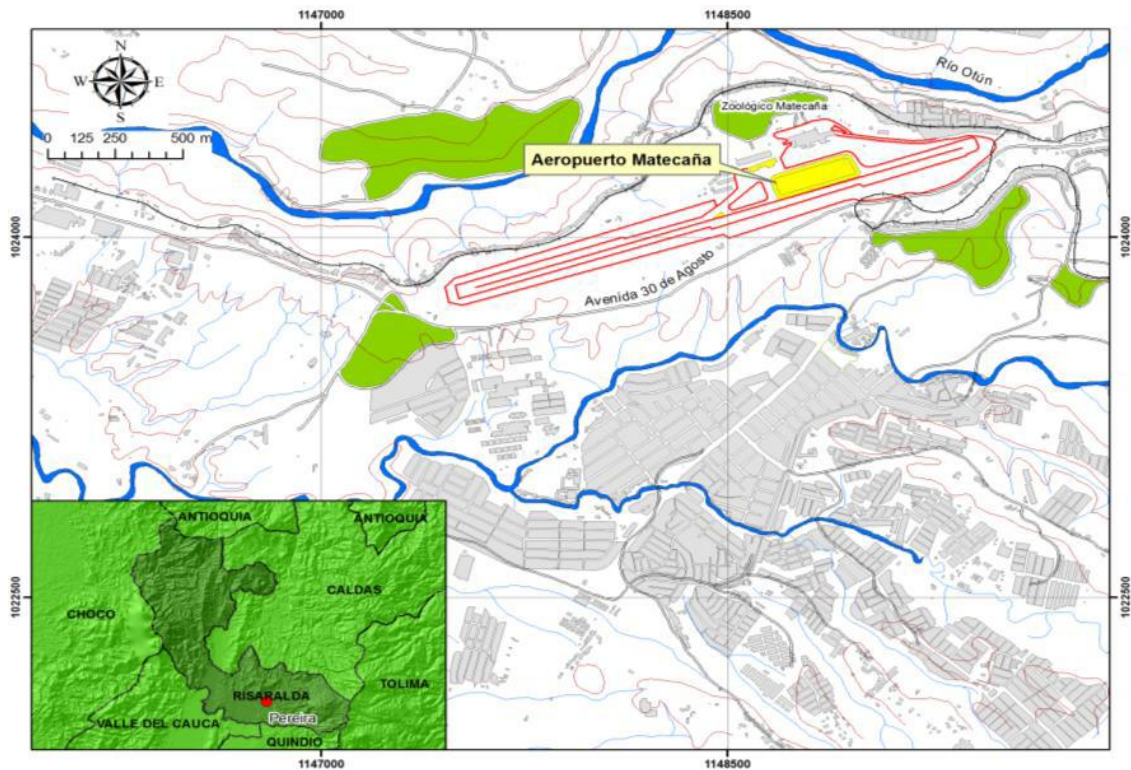 1147000
1148500
N
W
E
S
0 125 250
500 m
Río Otún
Zoológico Matecaña
Aeropuerto Matecaña
1024000
1024000
Avenida 30 de Agosto
ANTIOQUIA
ANTIOQUIA
CALDAS
CHOCO
1022500
1022500
TOLIMA
RISARALDA
Pereira
VALLE DEL CAUCA
QUINDIO
1147000
1148500